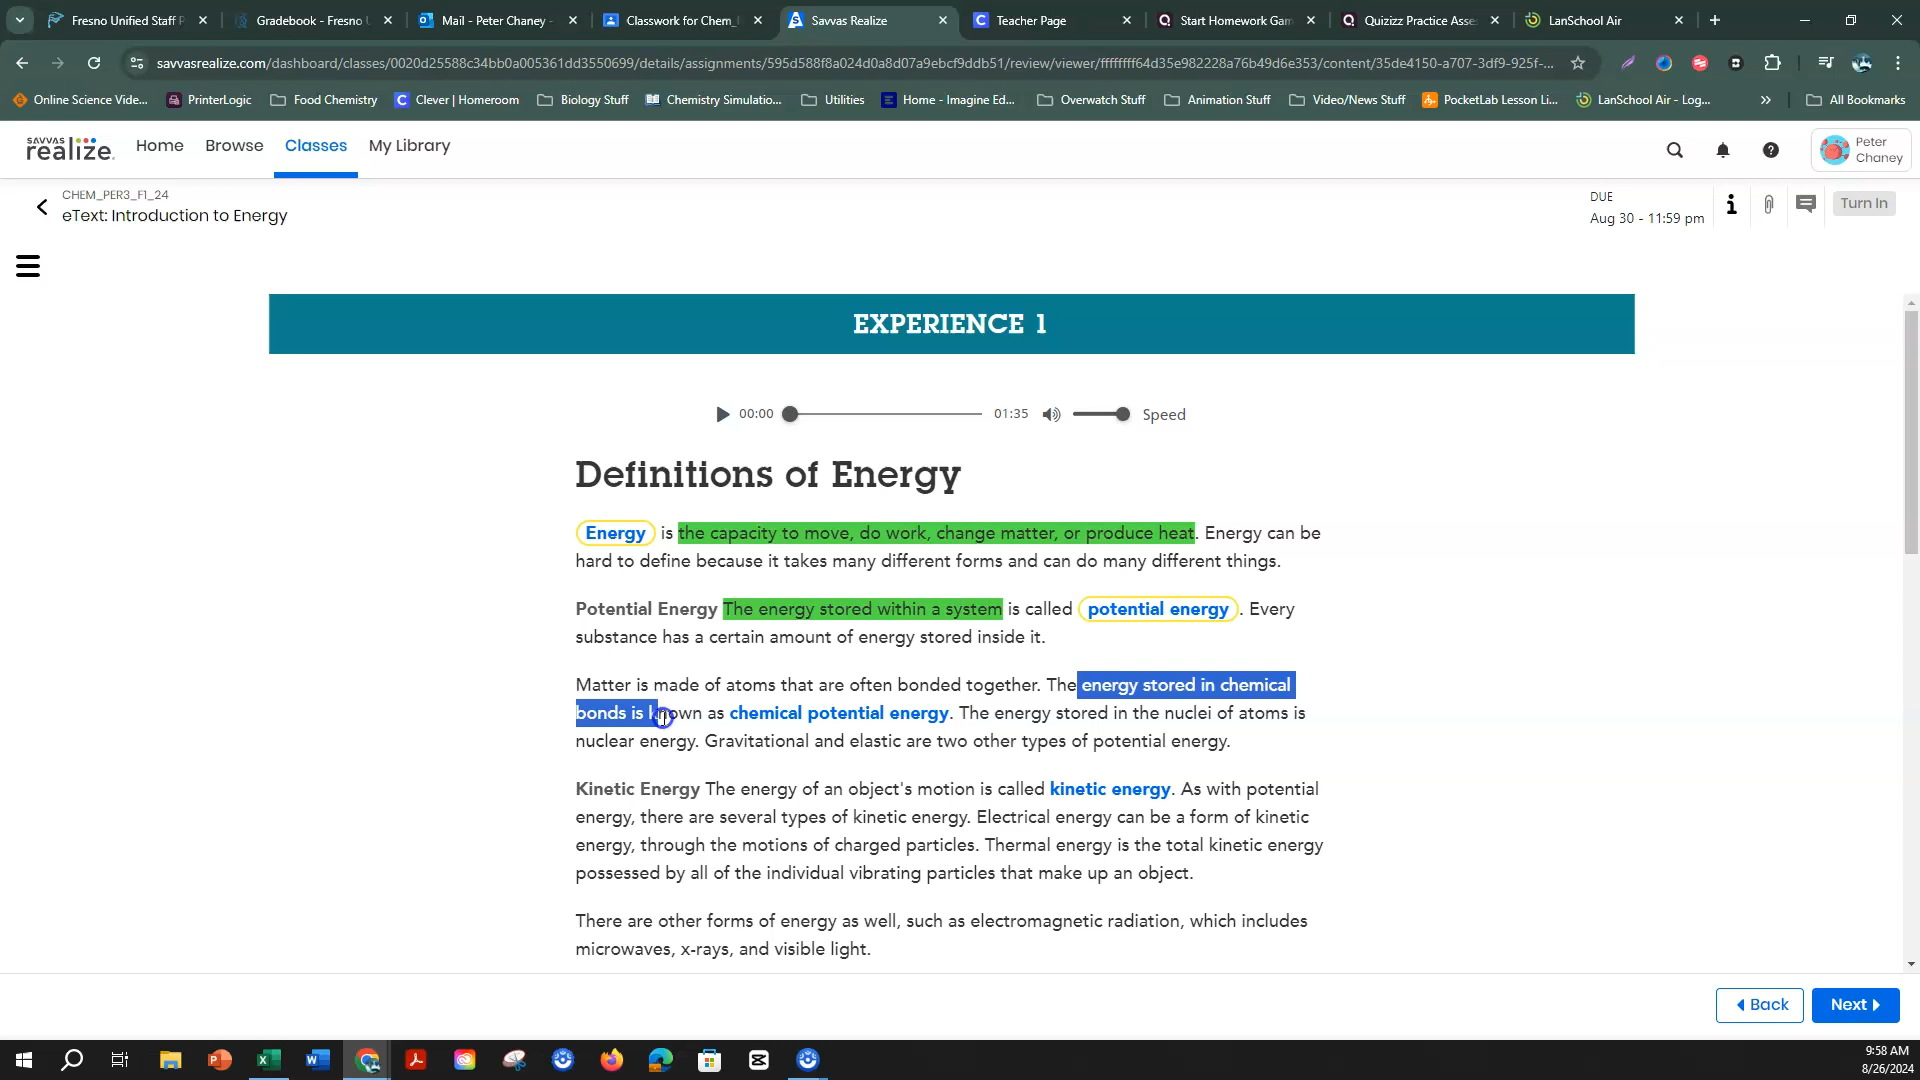 Fresno Unified Staff P
Gradebook - Fresno U
Mail - Peter Chaney -
Classwork for Chem_
Savvas Realize
Teacher Page
Start Homework Gam
Quizizz Practice Asse
LanSchool Air
savvasrealize.com/dashboard/classes/0020d25588c34bb0a005361dd3550699/details/assignments/595d588f8a024d0a8d07a9ebcf9ddb51/review/viewer/ffffffff64d35e982228a76b49d6e353/content/35de4150-a707-3df9-925f-...
Online Science Vide...
PrinterLogic
Food Chemistry
Clever | Homeroom
Biology Stuff
Chemistry Simulatio...
Utilities
Home - Imagine Ed...
Overwatch Stuff
Animation Stuff
Video/News Stuff
PocketLab Lesson Li...
LanSchool Air - Log...
All Bookmarks
SAVVAS
realize.
Home
Browse
Classes
My Library
Peter
Chaney
CHEM_PER3_F1_24
eText: Introduction to Energy
DUE
Aug 30 - 11:59 pm
Turn In
EXPERIENCE 1
00:00
01:35
Speed
Definitions of Energy
Energy is the capacity to move, do work, change matter, or produce heat. Energy can be
hard to define because it takes many different forms and can do many different things.
Potential Energy The energy stored within a system is called potential energy. Every
substance has a certain amount of energy stored inside it.
Matter is made of atoms that are often bonded together. The energy stored in chemical
bonds is known as chemical potential energy. The energy stored in the nuclei of atoms is
nuclear energy. Gravitational and elastic are two other types of potential energy.
Kinetic Energy The energy of an object's motion is called kinetic energy. As with potential
energy, there are several types of kinetic energy. Electrical energy can be a form of kinetic
energy, through the motions of charged particles. Thermal energy is the total kinetic energy
possessed by all of the individual vibrating particles that make up an object.
There are other forms of energy as well, such as electromagnetic radiation, which includes
microwaves, x-rays, and visible light.
Back
Next
9:58 AM
8/26/2024